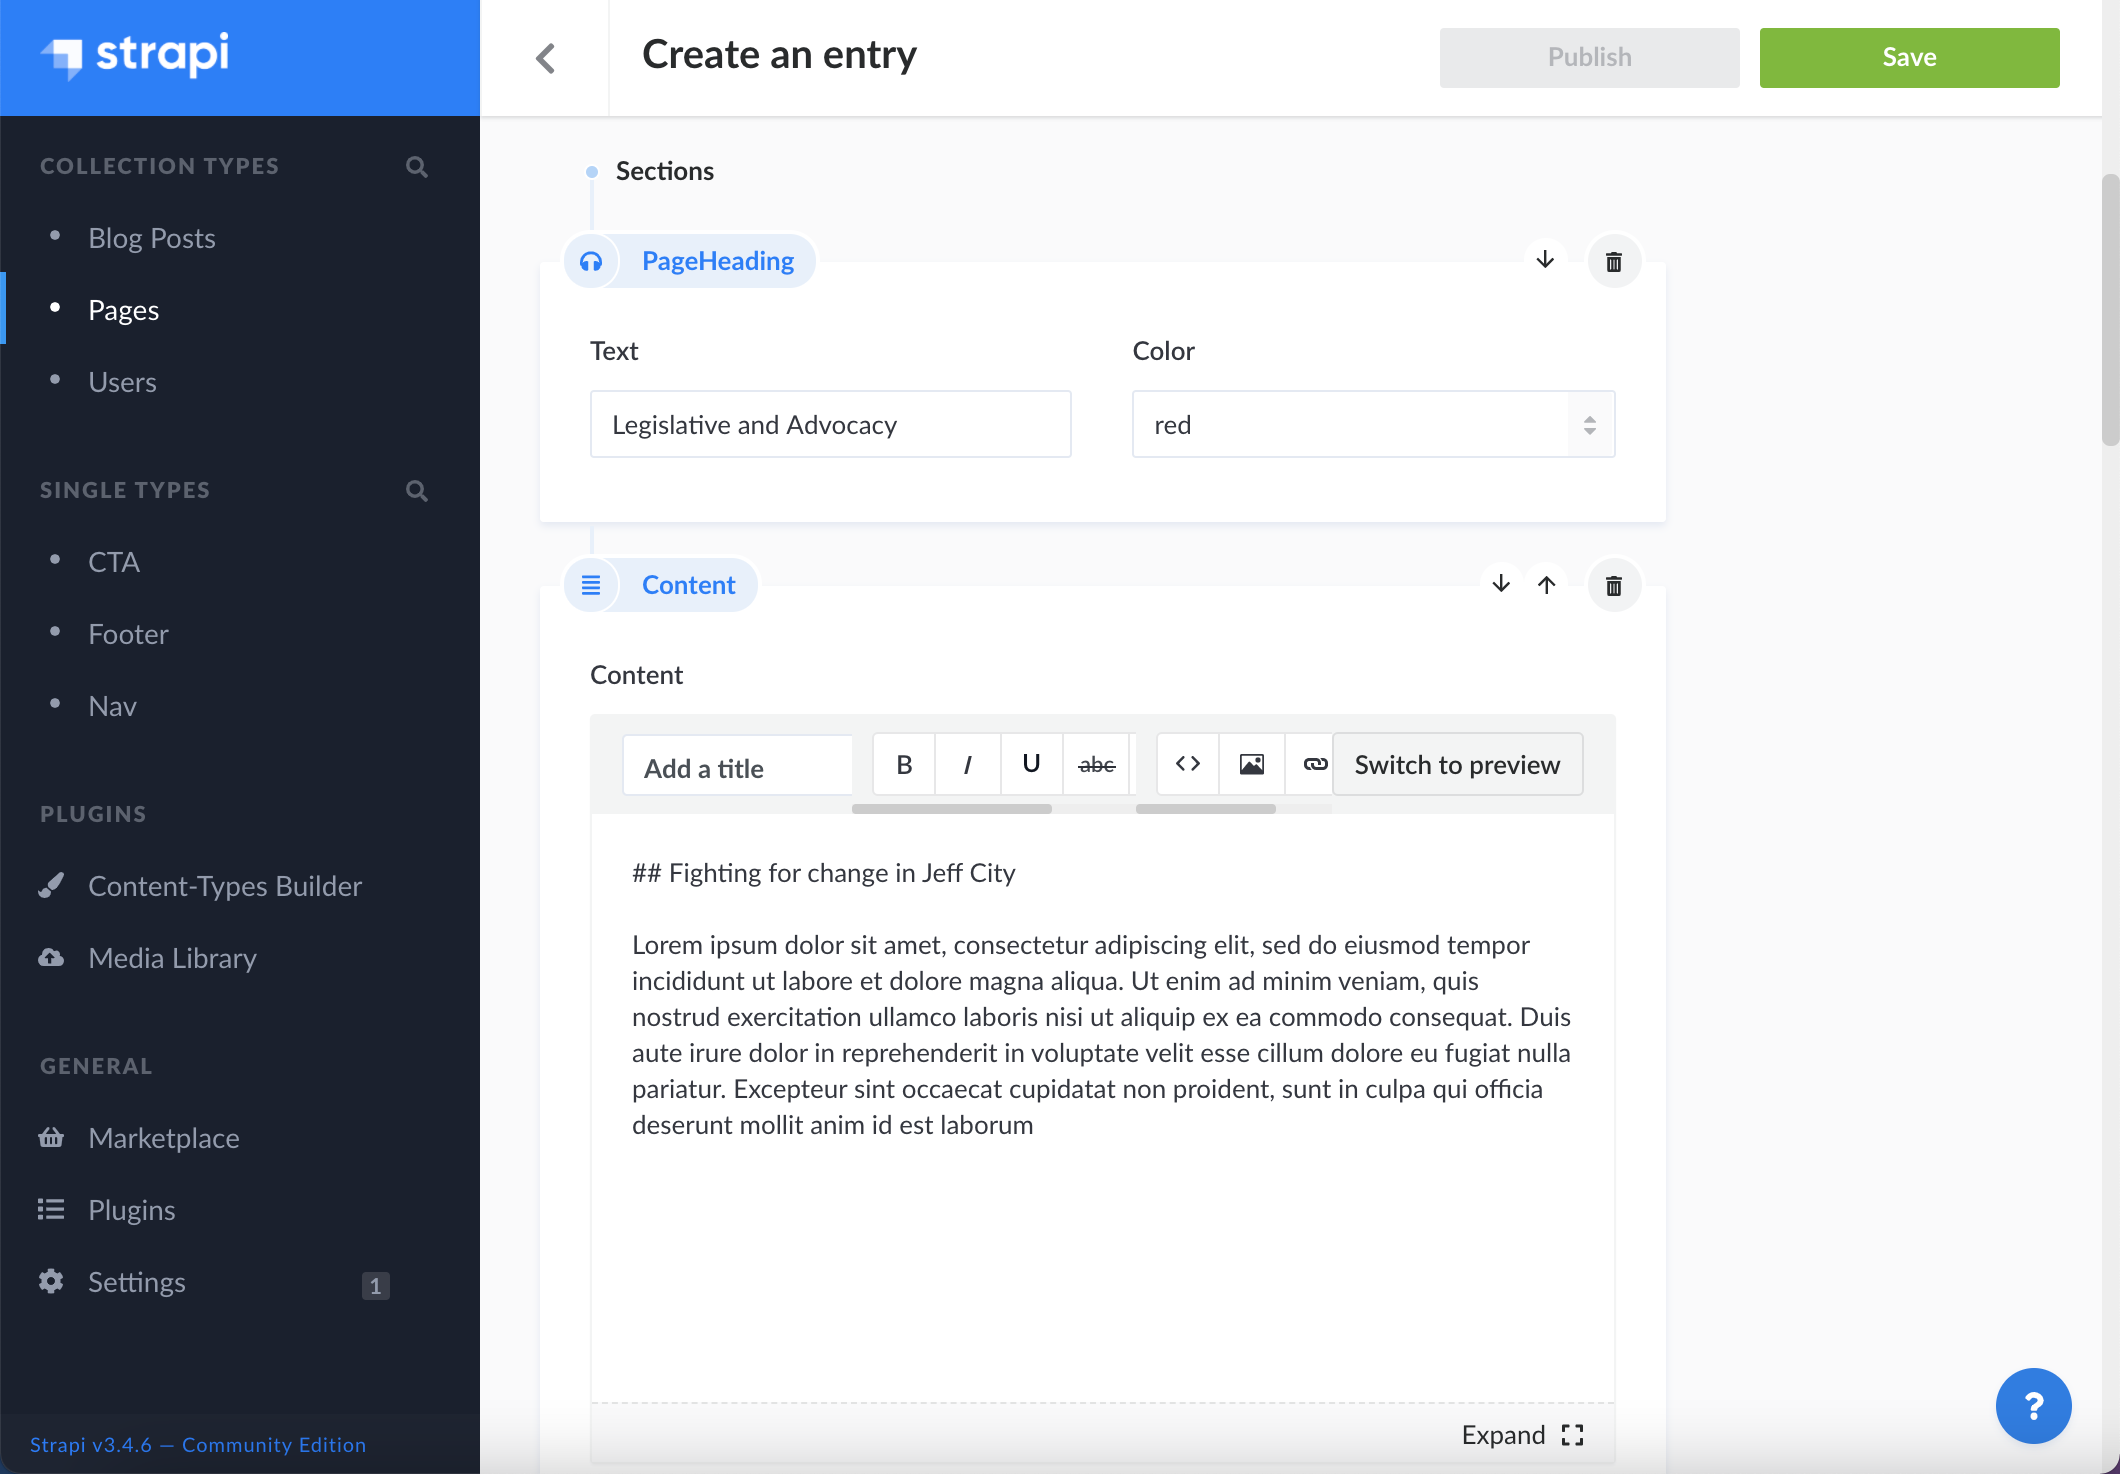 strapi
Create an entry
Publish
Save
COLLECTION TYPES
Blog Posts
Pages
Users
SINGLE TYPES
CTA
Footer
Nav
PLUGINS
Content-Types Builder
Media Library
GENERAL
Marketplace
Plugins
Settings
1
Strapi v3.4.6 — Community Edition
Sections
PageHeading
Text
Color
Legislative and Advocacy
red
Content
Content
Add a title
B
I
U
abc
Switch to preview
## Fighting for change in Jeff City
Lorem ipsum dolor sit amet, consectetur adipiscing elit, sed do eiusmod tempor
incididunt ut labore et dolore magna aliqua. Ut enim ad minim veniam, quis
nostrud exercitation ullamco laboris nisi ut aliquip ex ea commodo consequat. Duis
aute irure dolor in reprehenderit in voluptate velit esse cillum dolore eu fugiat nulla
pariatur. Excepteur sint occaecat cupidatat non proident, sunt in culpa qui officia
deserunt mollit anim id est laborum
Expand
?